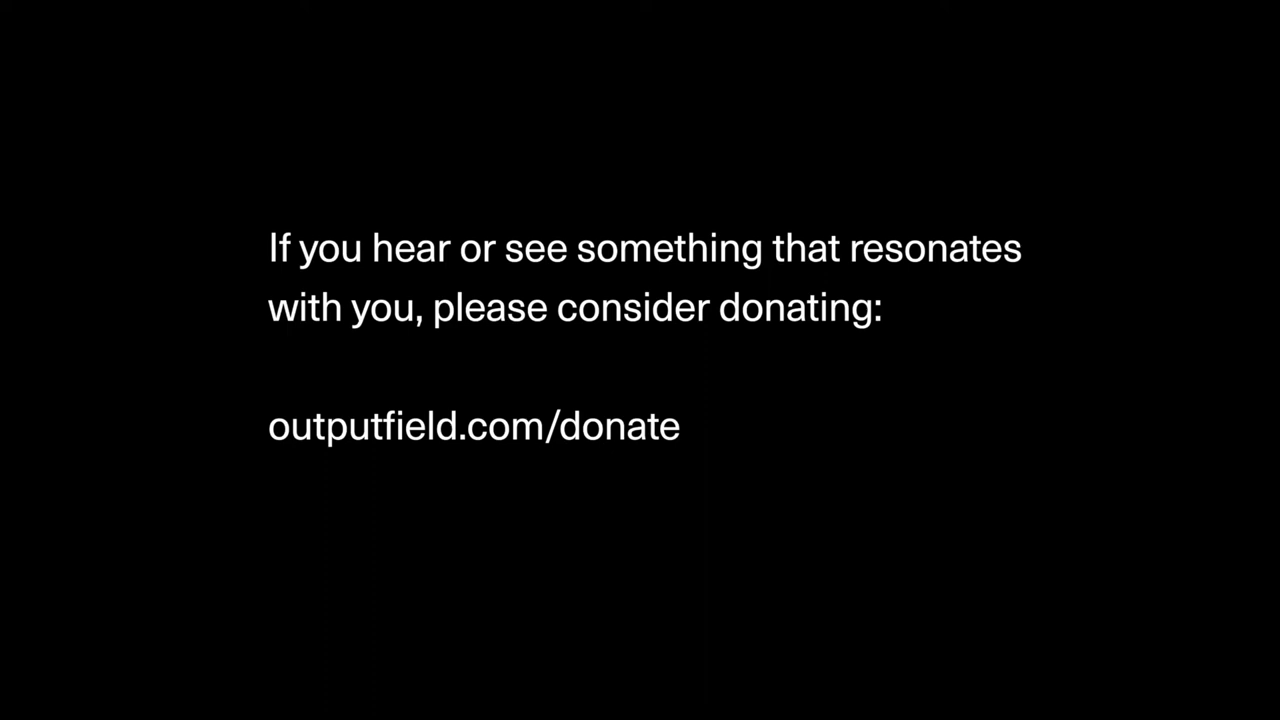 If you hear or see something that resonates
with you, please consider donating:
outputfield.com/donate